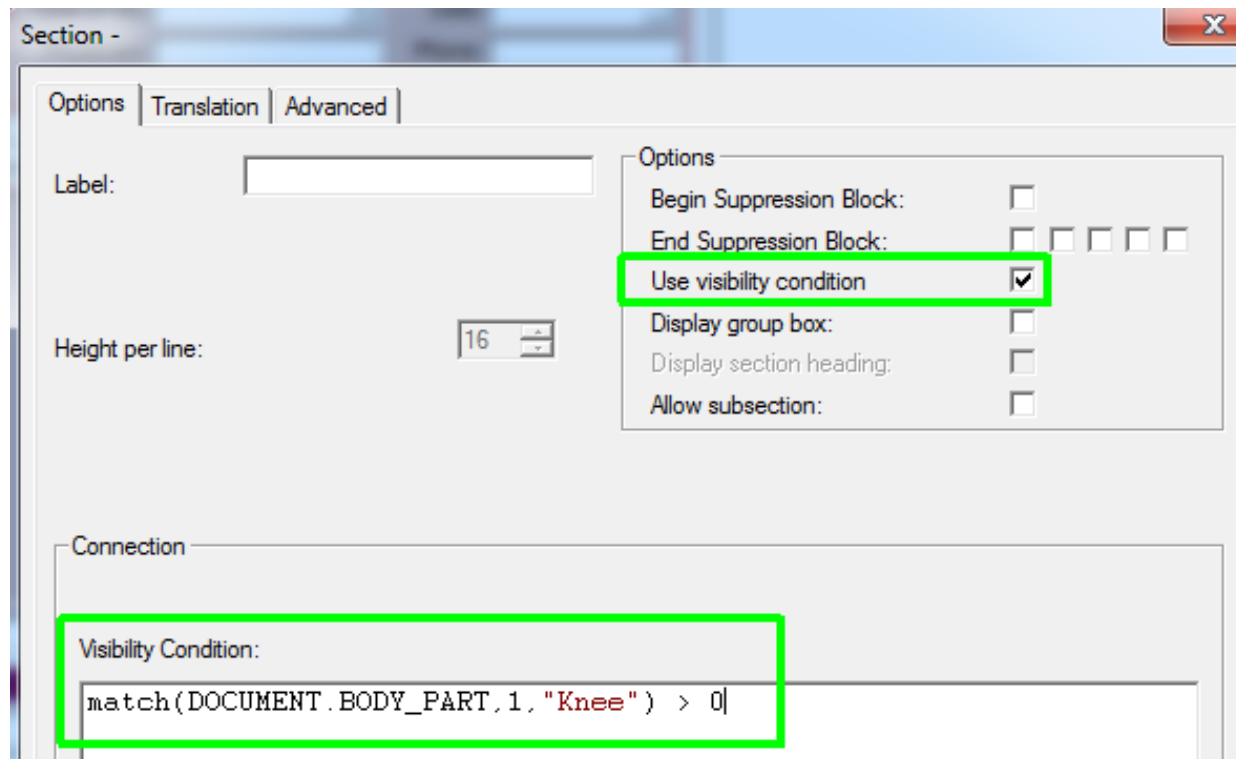 Section -
Options Translation Advanced
Label:
Options
Begin Suppression Block:
End Suppression Block:
Use visibility condition
Display group box:
Display section heading:
Allow subsection:
Height per line: 16
Connection
Visibility Condition:
match(DOCUMENT.BODY_PART,1,"Knee") > 0